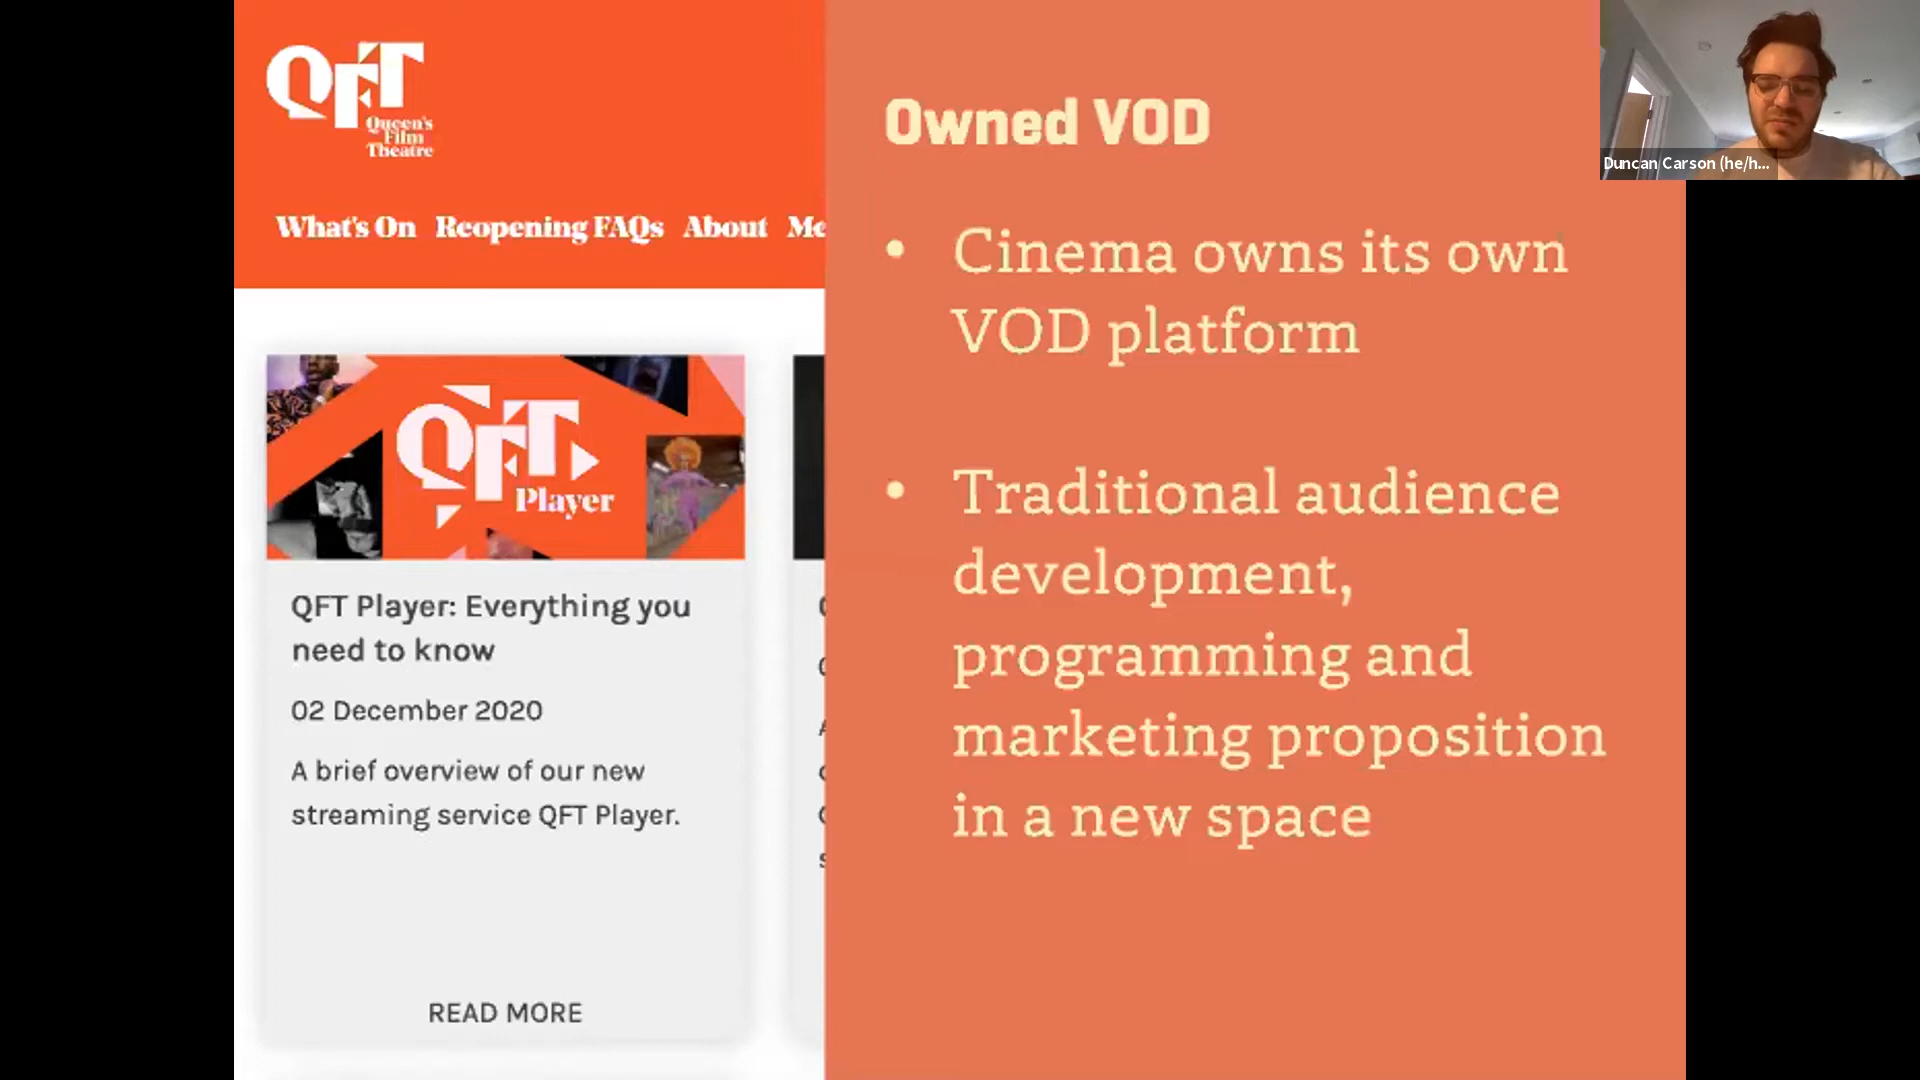 QFT
Queen's
Film
Theatre
What's On Reopening FAQs About
QFT
Player
QFT Player: Everything you
need to know
02 December 2020
A brief overview of our new
streaming service QFT Player.
READ MORE
Owned VOD
• Cinema owns its own
VOD platform
• Traditional audience
development,
programming and
marketing proposition
in a new space
Duncan Carson (he/h...